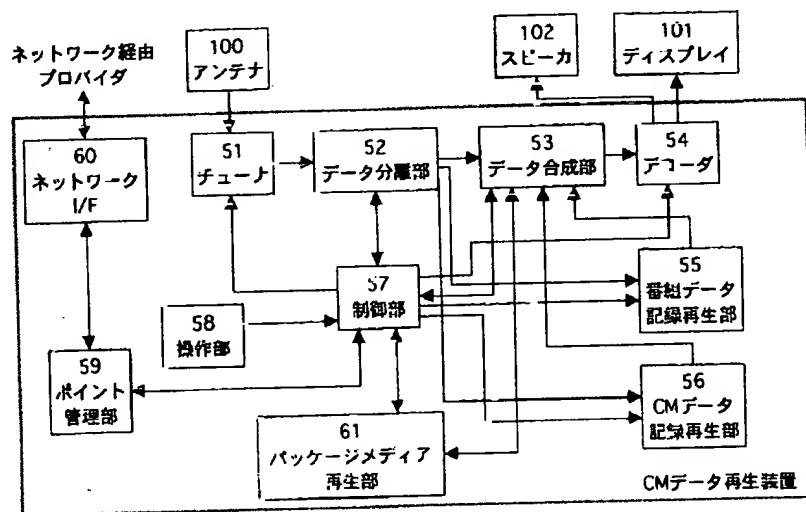 ネットワーク経由
プロバイダ
100
アンテナ
102
スピーカ
101
ディスプレイ
60
ネットワーク
I/F
51
チューナ
52
データ分離部
53
データ合成部
54
デコーダ
57
制御部
58
操作部
55
番組データ
記録再生部
59
ポイント
管理部
56
CMデータ
記録再生部
61
パッケージメディア
再生部
CMデータ再生装置